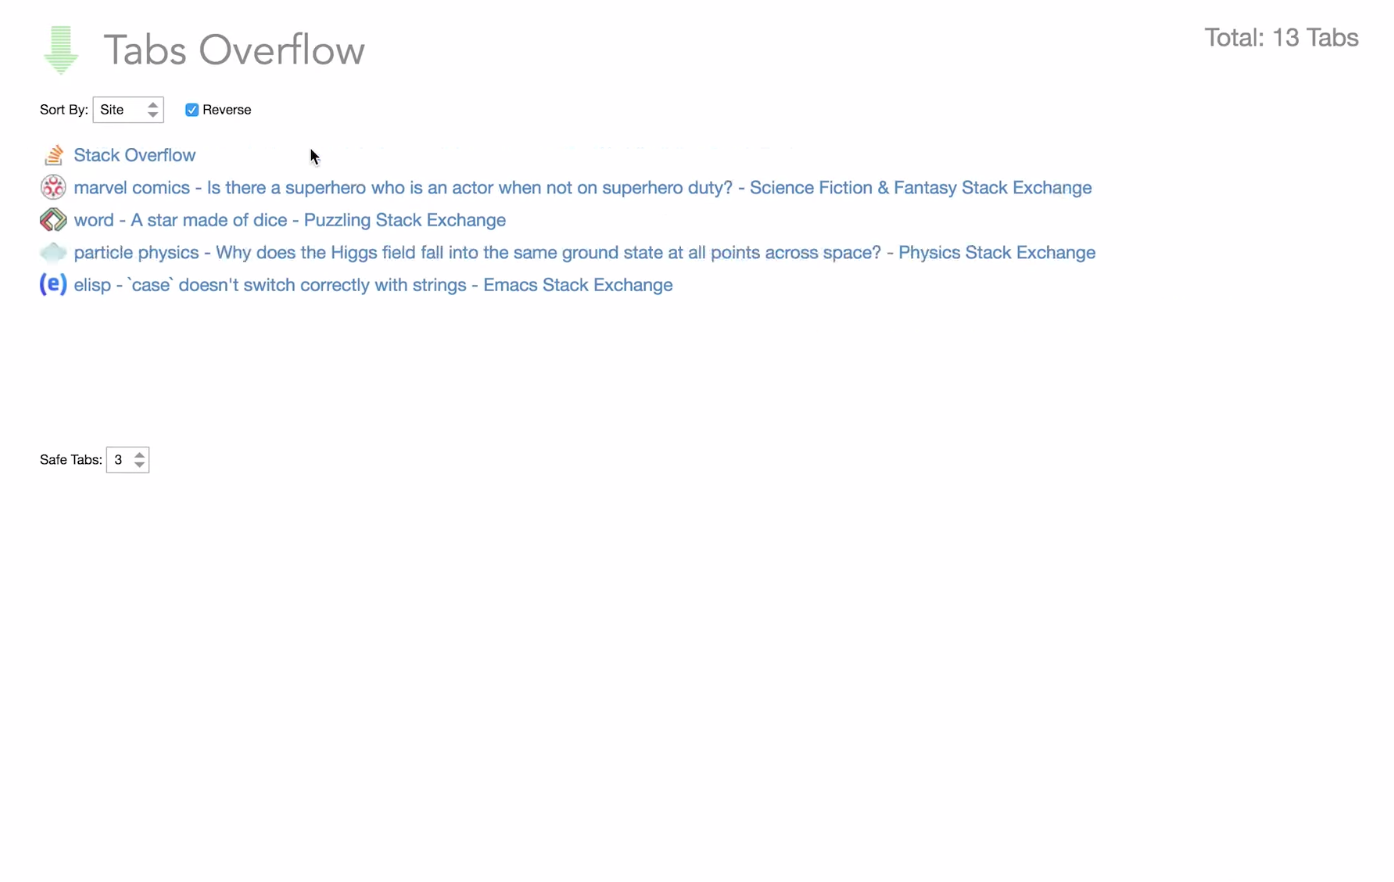 Tabs Overflow
Total: 13 Tabs
Sort By: Site Reverse
Stack Overflow
marvel comics - Is there a superhero who is an actor when not on superhero duty? - Science Fiction & Fantasy Stack Exchange
word - A star made of dice - Puzzling Stack Exchange
particle physics - Why does the Higgs field fall into the same ground state at all points across space? - Physics Stack Exchange
(e) elisp - `case` doesn't switch correctly with strings - Emacs Stack Exchange
Safe Tabs: 3